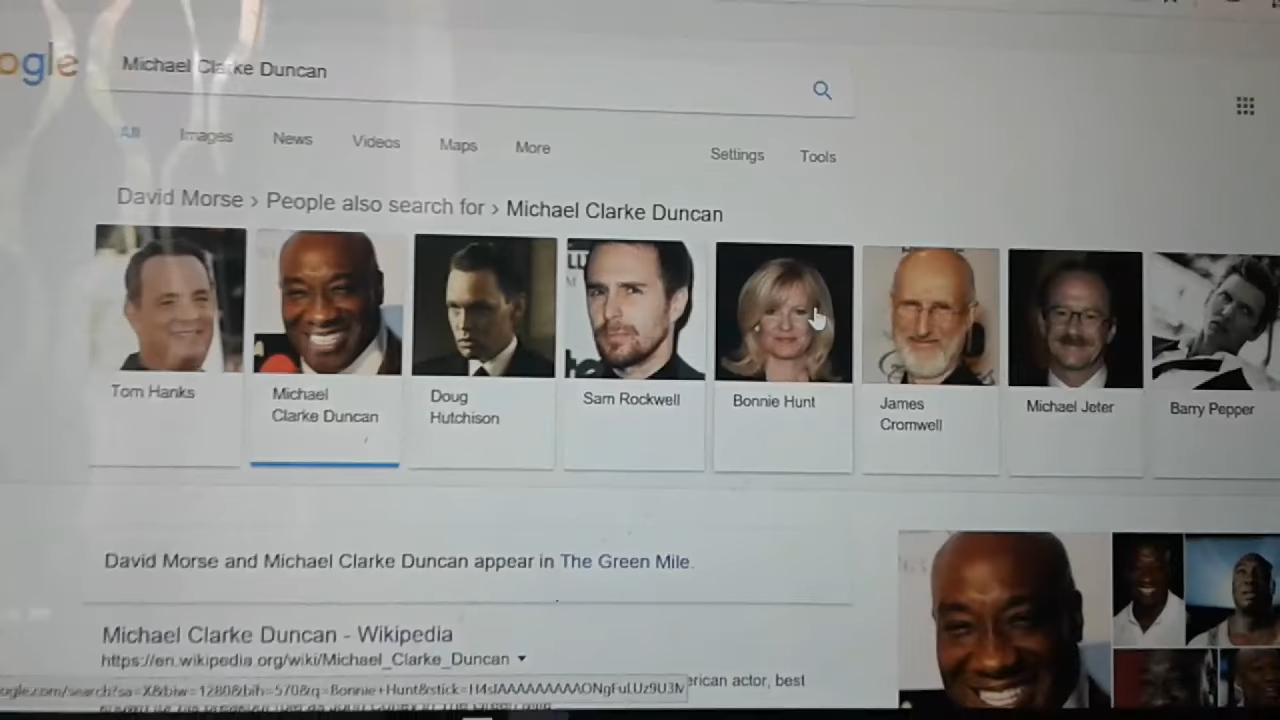 ogle
Michael Clarke Duncan
All Images News Videos Maps More Settings Tools
David Morse › People also search for › Michael Clarke Duncan
Tom Hanks
Michael
Clarke Duncan
Doug
Hutchison
Sam Rockwell
Bonnie Hunt
James
Cromwell
Michael Jeter
Barry Pepper
David Morse and Michael Clarke Duncan appear in The Green Mile.
Michael Clarke Duncan - Wikipedia
https://en.wikipedia.org/wiki/Michael_Clarke_Duncan
erican actor, best